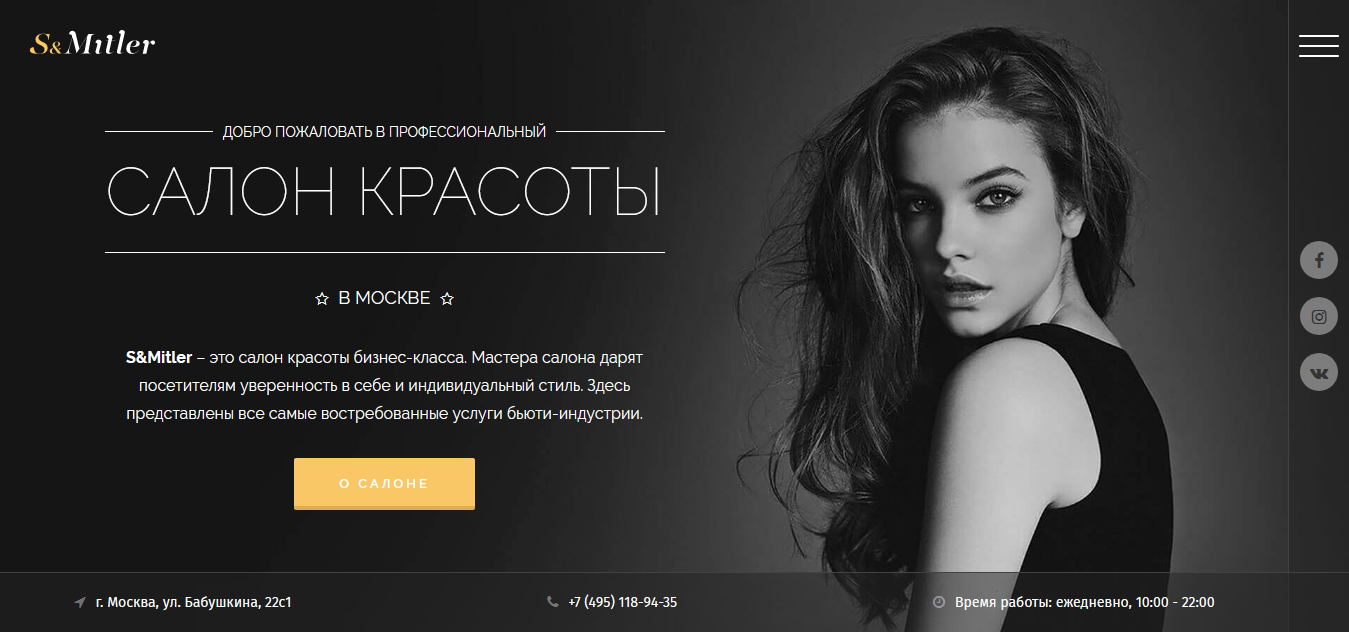 S&Mitler
ДОБРО ПОЖАЛОВАТЬ В ПРОФЕССИОНАЛЬНЫЙ
САЛОН КРАСОТЫ
В МОСКВЕ
S&Mitler – это салон красоты бизнес-класса. Мастера салона дарят
посетителям уверенность в себе и индивидуальный стиль. Здесь
представлены все самые востребованные услуги бьюти-индустрии.
О САЛОНЕ
г. Москва, ул. Бабушкина, 22с1
+7 (495) 118-94-35
Время работы: ежедневно, 10:00 - 22:00